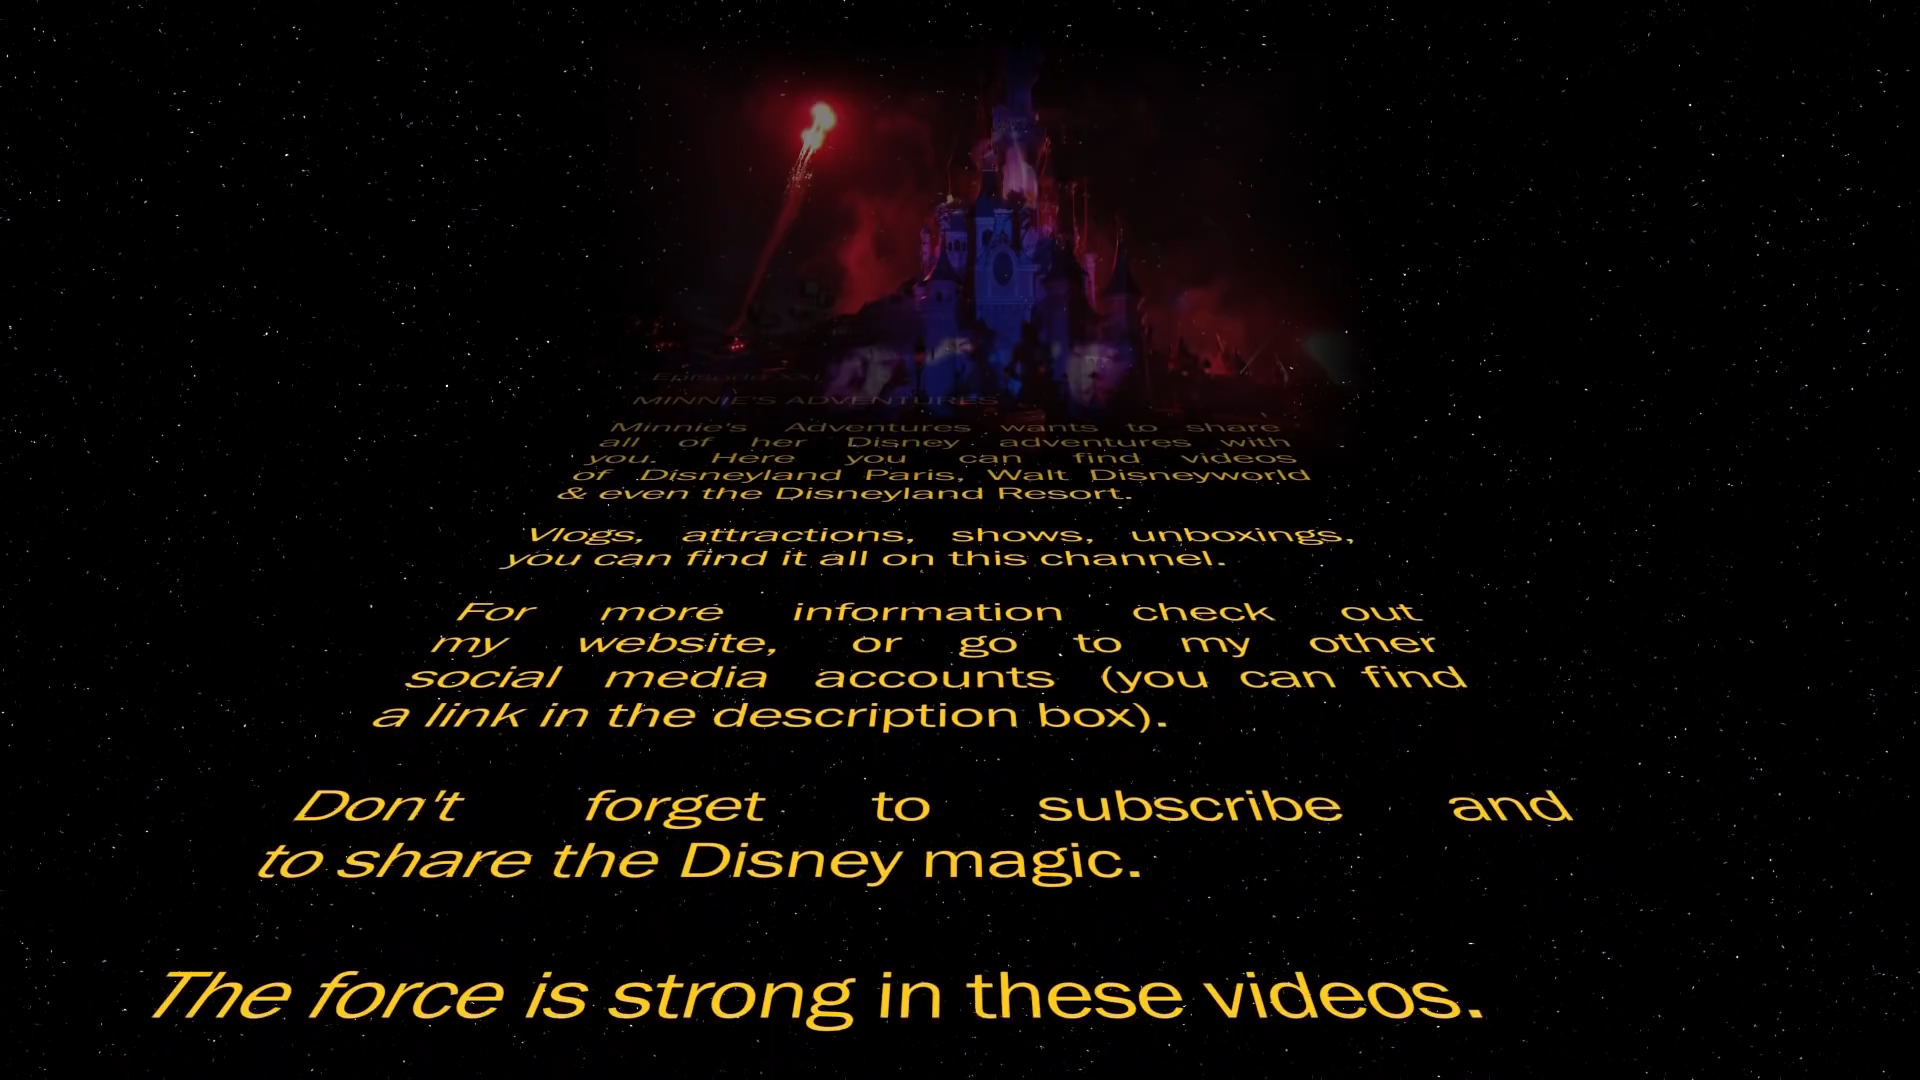 MINNIE'S ADVENTURES
Minnie's Adventures wants to share
all of her Disney adventures with
you. Here you can find videos
of Disneyland Paris, Walt Disneyworld
& even the Disneyland Resort.
Vlogs, attractions, shows, unboxings,
you can find it all on this channel.
For more information check out
my website, or go to my other
social media accounts (you can find
a link in the description box).
Don't forget to subscribe and
to share the Disney magic.
The force is strong in these videos.